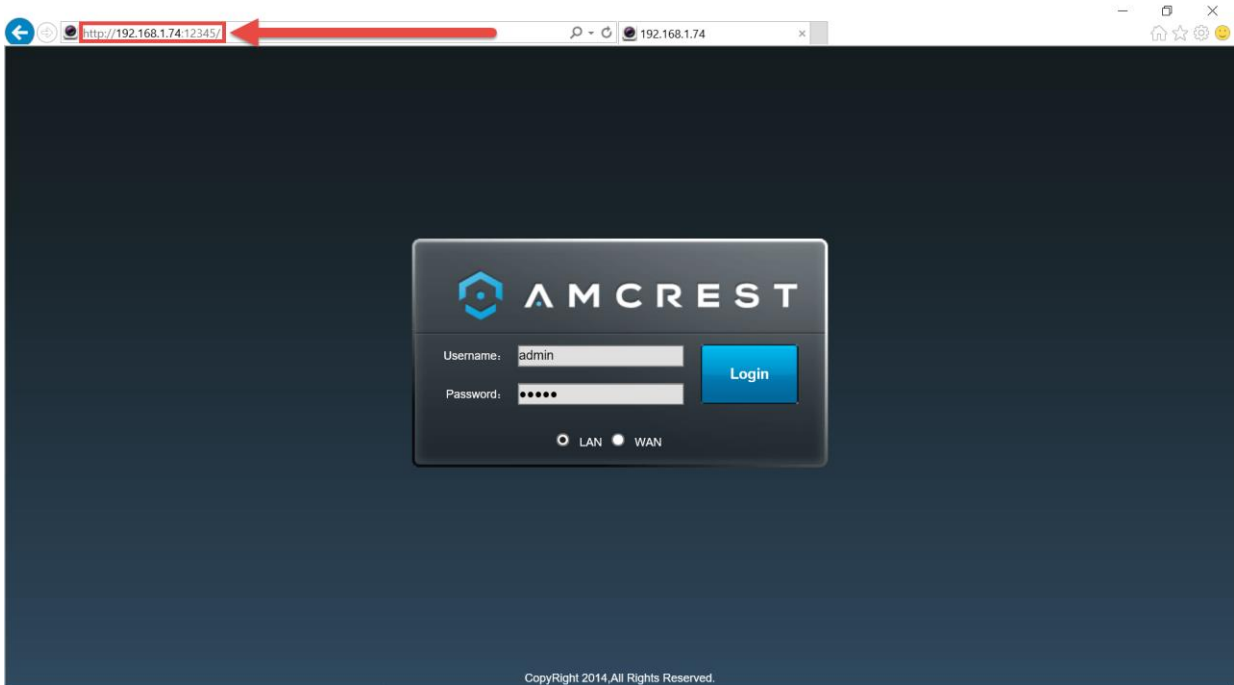 http://192.168.1.74:12345/
192.168.1.74
AMCREST
Username:
admin
Login
Password:
LAN
WAN
CopyRight 2014,All Rights Reserved.